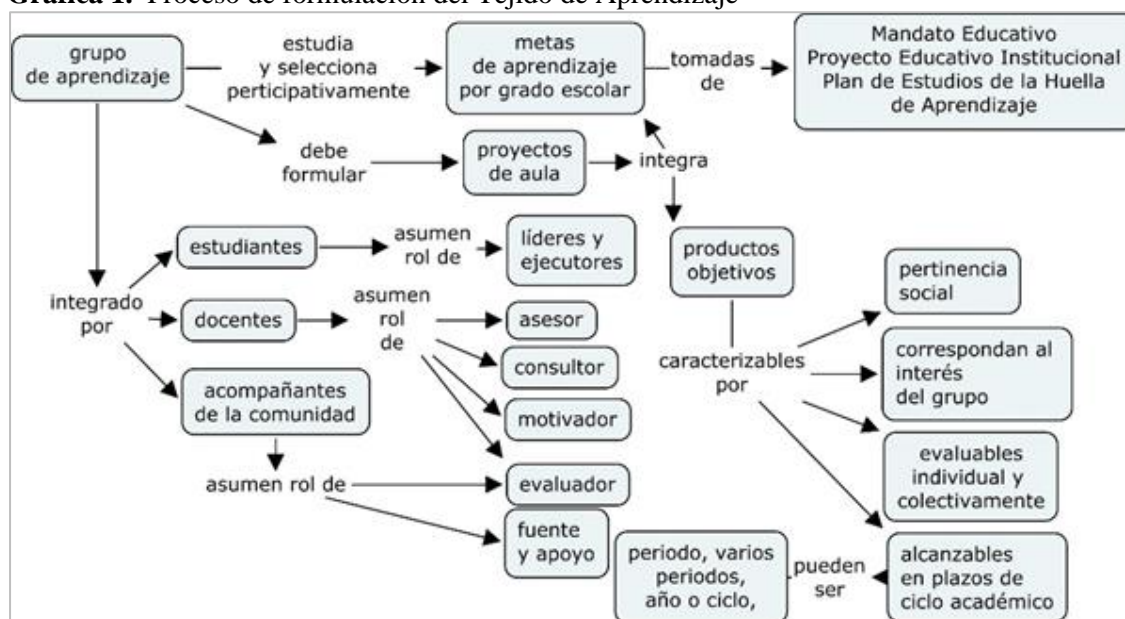 Gráfica 1. Proceso de formulación del Tejido de Aprendizaje
grupo
de aprendizaje
estudia
y selecciona
perticipativamente
metas
de aprendizaje
por grado escolar
tomadas
de
Mandato Educativo
Proyecto Educativo Institucional
Plan de Estudios de la Huella
de Aprendizaje
debe
formular
proyectos
de aula
integra
productos
objetivos
caracterizables
por
pertinencia
social
correspondan al
interés
del grupo
evaluables
individual y
colectivamente
alcanzables
en plazos de
ciclo académico
pueden
ser
periodo, varios
periodos,
año o ciclo,
integrado
por
estudiantes
asumen
rol de
líderes y
ejecutores
docentes
asumen
rol
de
asesor
consultor
motivador
evaluador
acompañantes
de la comunidad
asumen rol de
fuente
y apoyo